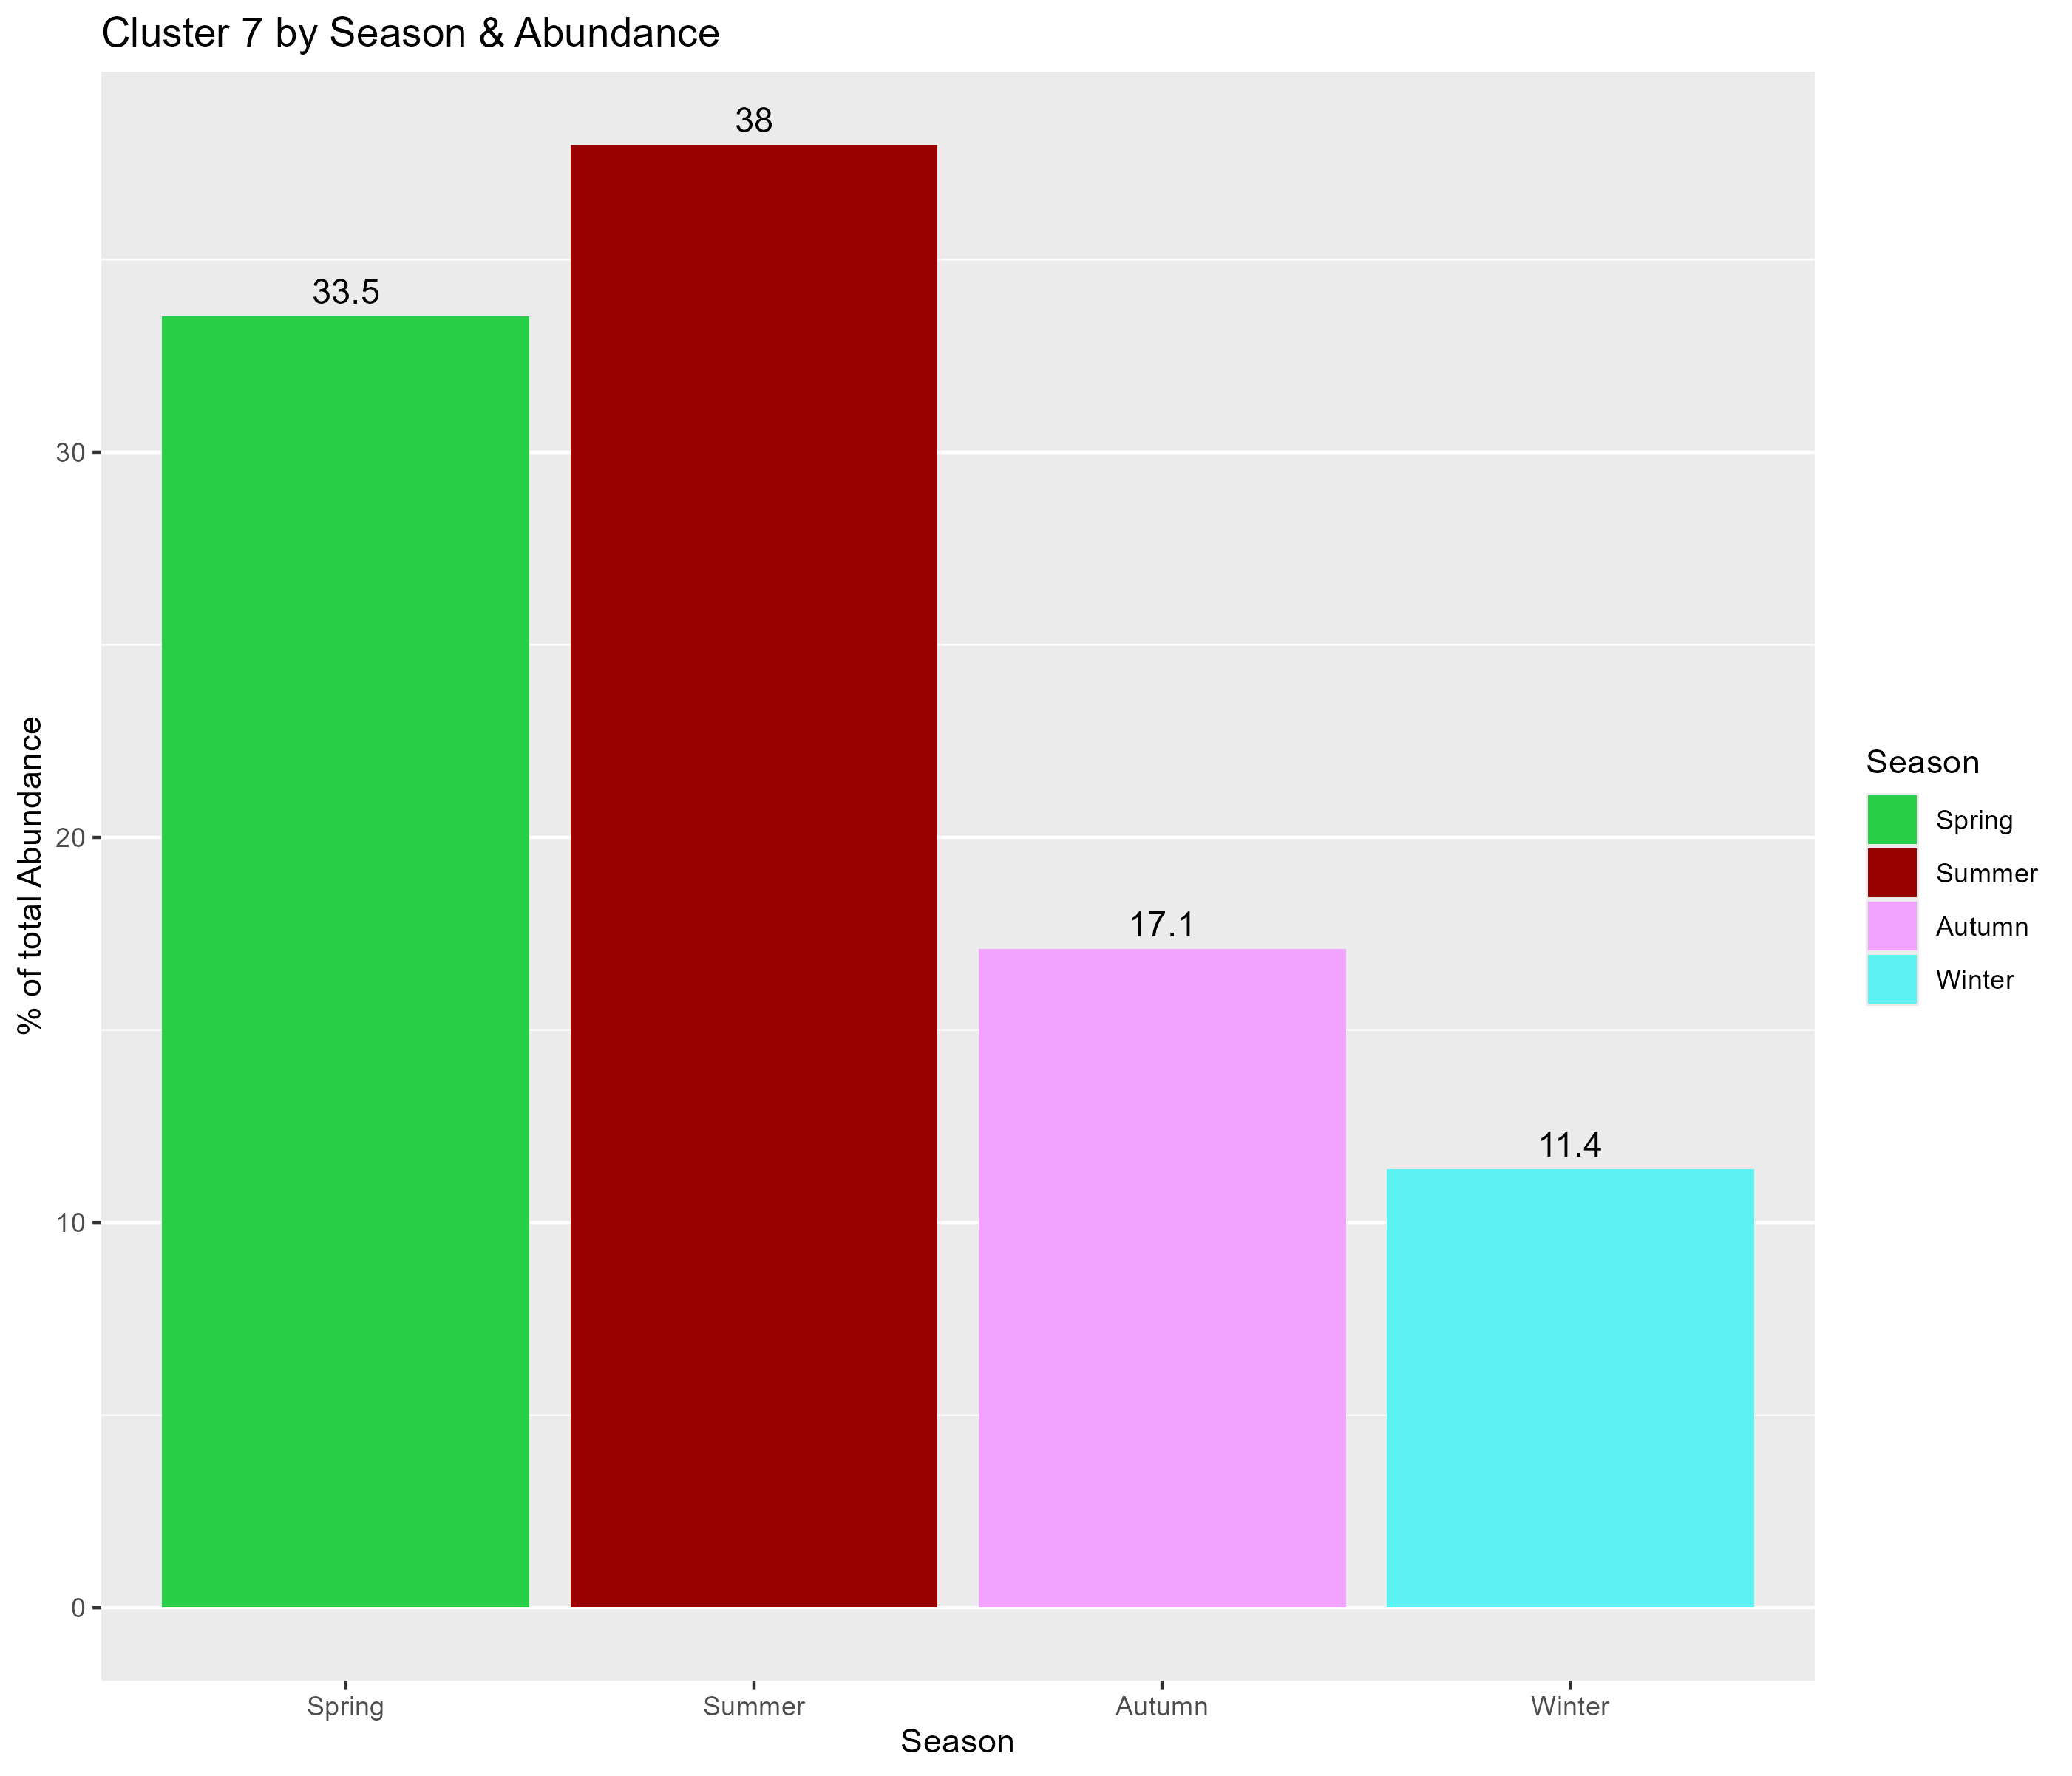 Cluster 7 by Season & Abundance
38
33.5
30
20
17.1
11.4
10
0
% of total Abundance
Spring
Summer
Autumn
Winter
Season
Season
Spring
Summer
Autumn
Winter